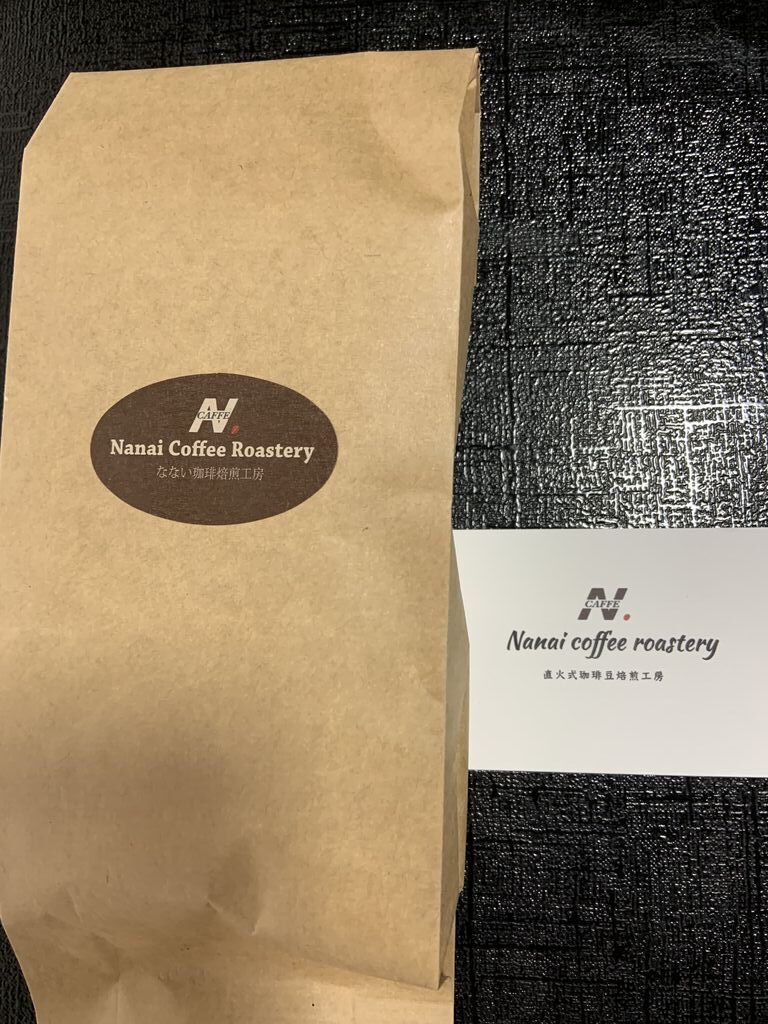 N
CAFFE
Nanai Coffee Roastery
なない珈琲焙煎工房
N.
CAFFE
Nanai coffee roastery
直火式珈琲豆焙煎工房